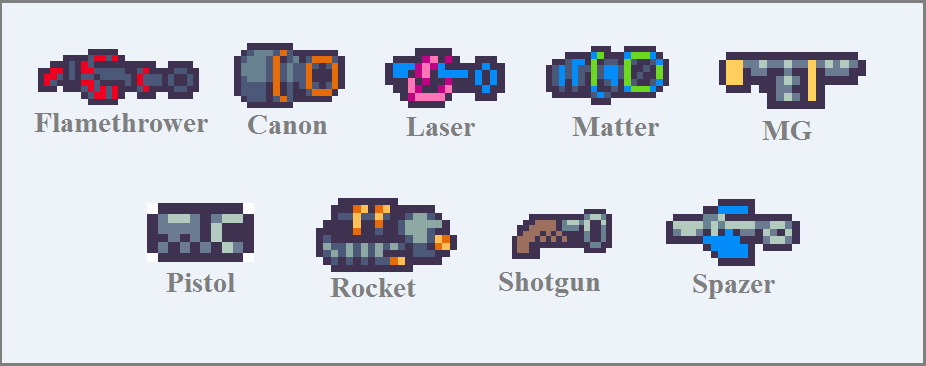 Flamethrower Canon Laser Matter MG
Pistol Rocket Shotgun Spazer